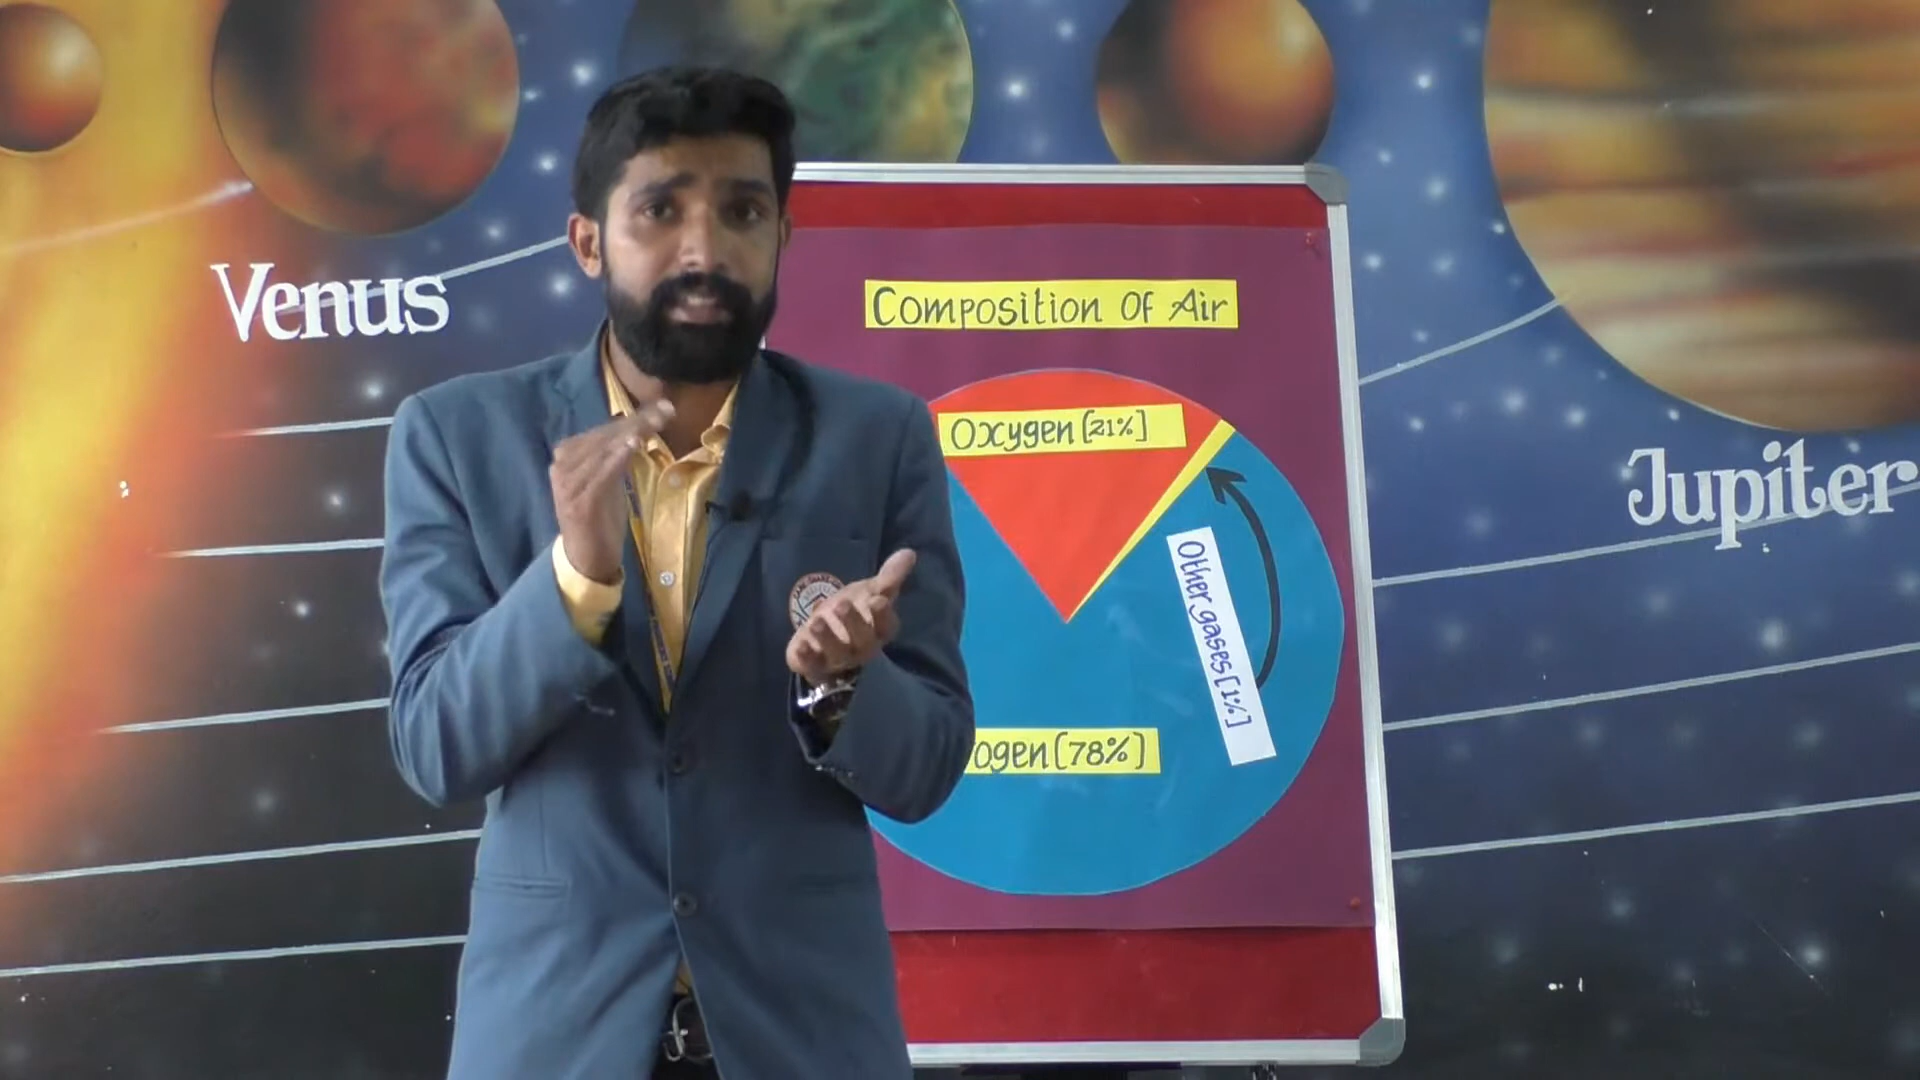 Venus
Composition Of Air
Oxygen [21%]
Jupiter
Other gases [1%]
ogen [78%]